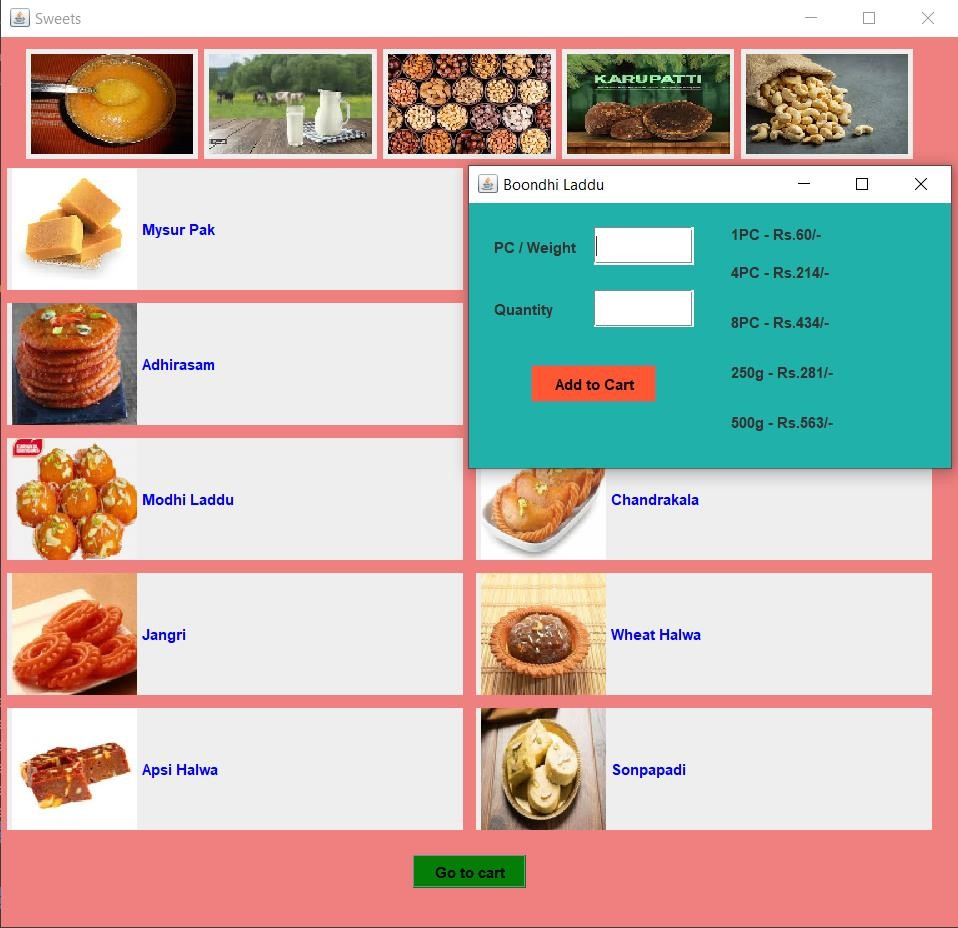 Sweets
KARUPATTI
Boondhi Laddu
PC / Weight
Quantity
Add to Cart
1PC - Rs.60/-
4PC - Rs.214/-
8PC - Rs.434/-
250g - Rs.281/-
500g - Rs.563/-
Mysur Pak
Adhirasam
Modhi Laddu
Chandrakala
Jangri
Wheat Halwa
Apsi Halwa
Sonpapadi
Go to cart